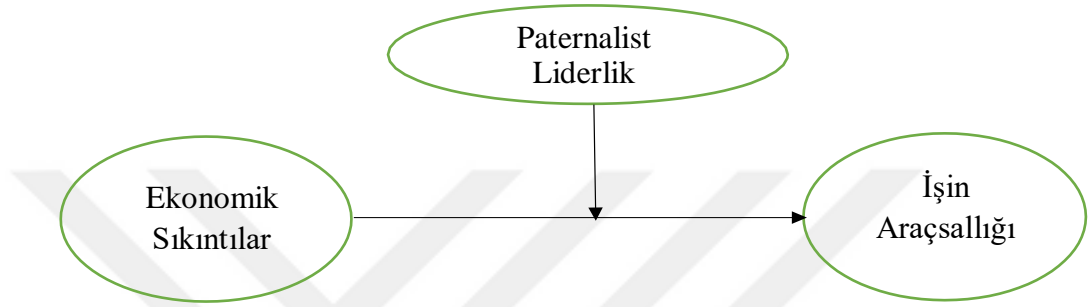 Paternalist
Liderlik
Ekonomik
Sıkıntılar
İşin
Araçsallığı